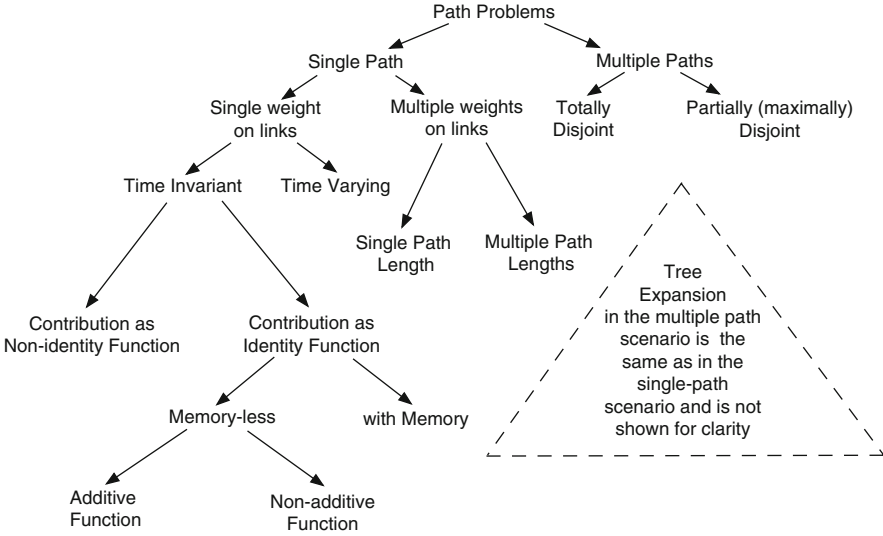 Path Problems
Single Path
Multiple Paths
Single weight
on links
Multiple weights
on links
Totally
Disjoint
Partially (maximally)
Disjoint
Time Invariant
Time Varying
Single Path
Length
Multiple Path
Lengths
Tree
Expansion
in the multiple path
scenario is the
same as in the
single-path
scenario and is not
shown for clarity
Contribution as
Non-identity Function
Contribution as
Identity Function
Memory-less
with Memory
Additive
Function
Non-additive
Function